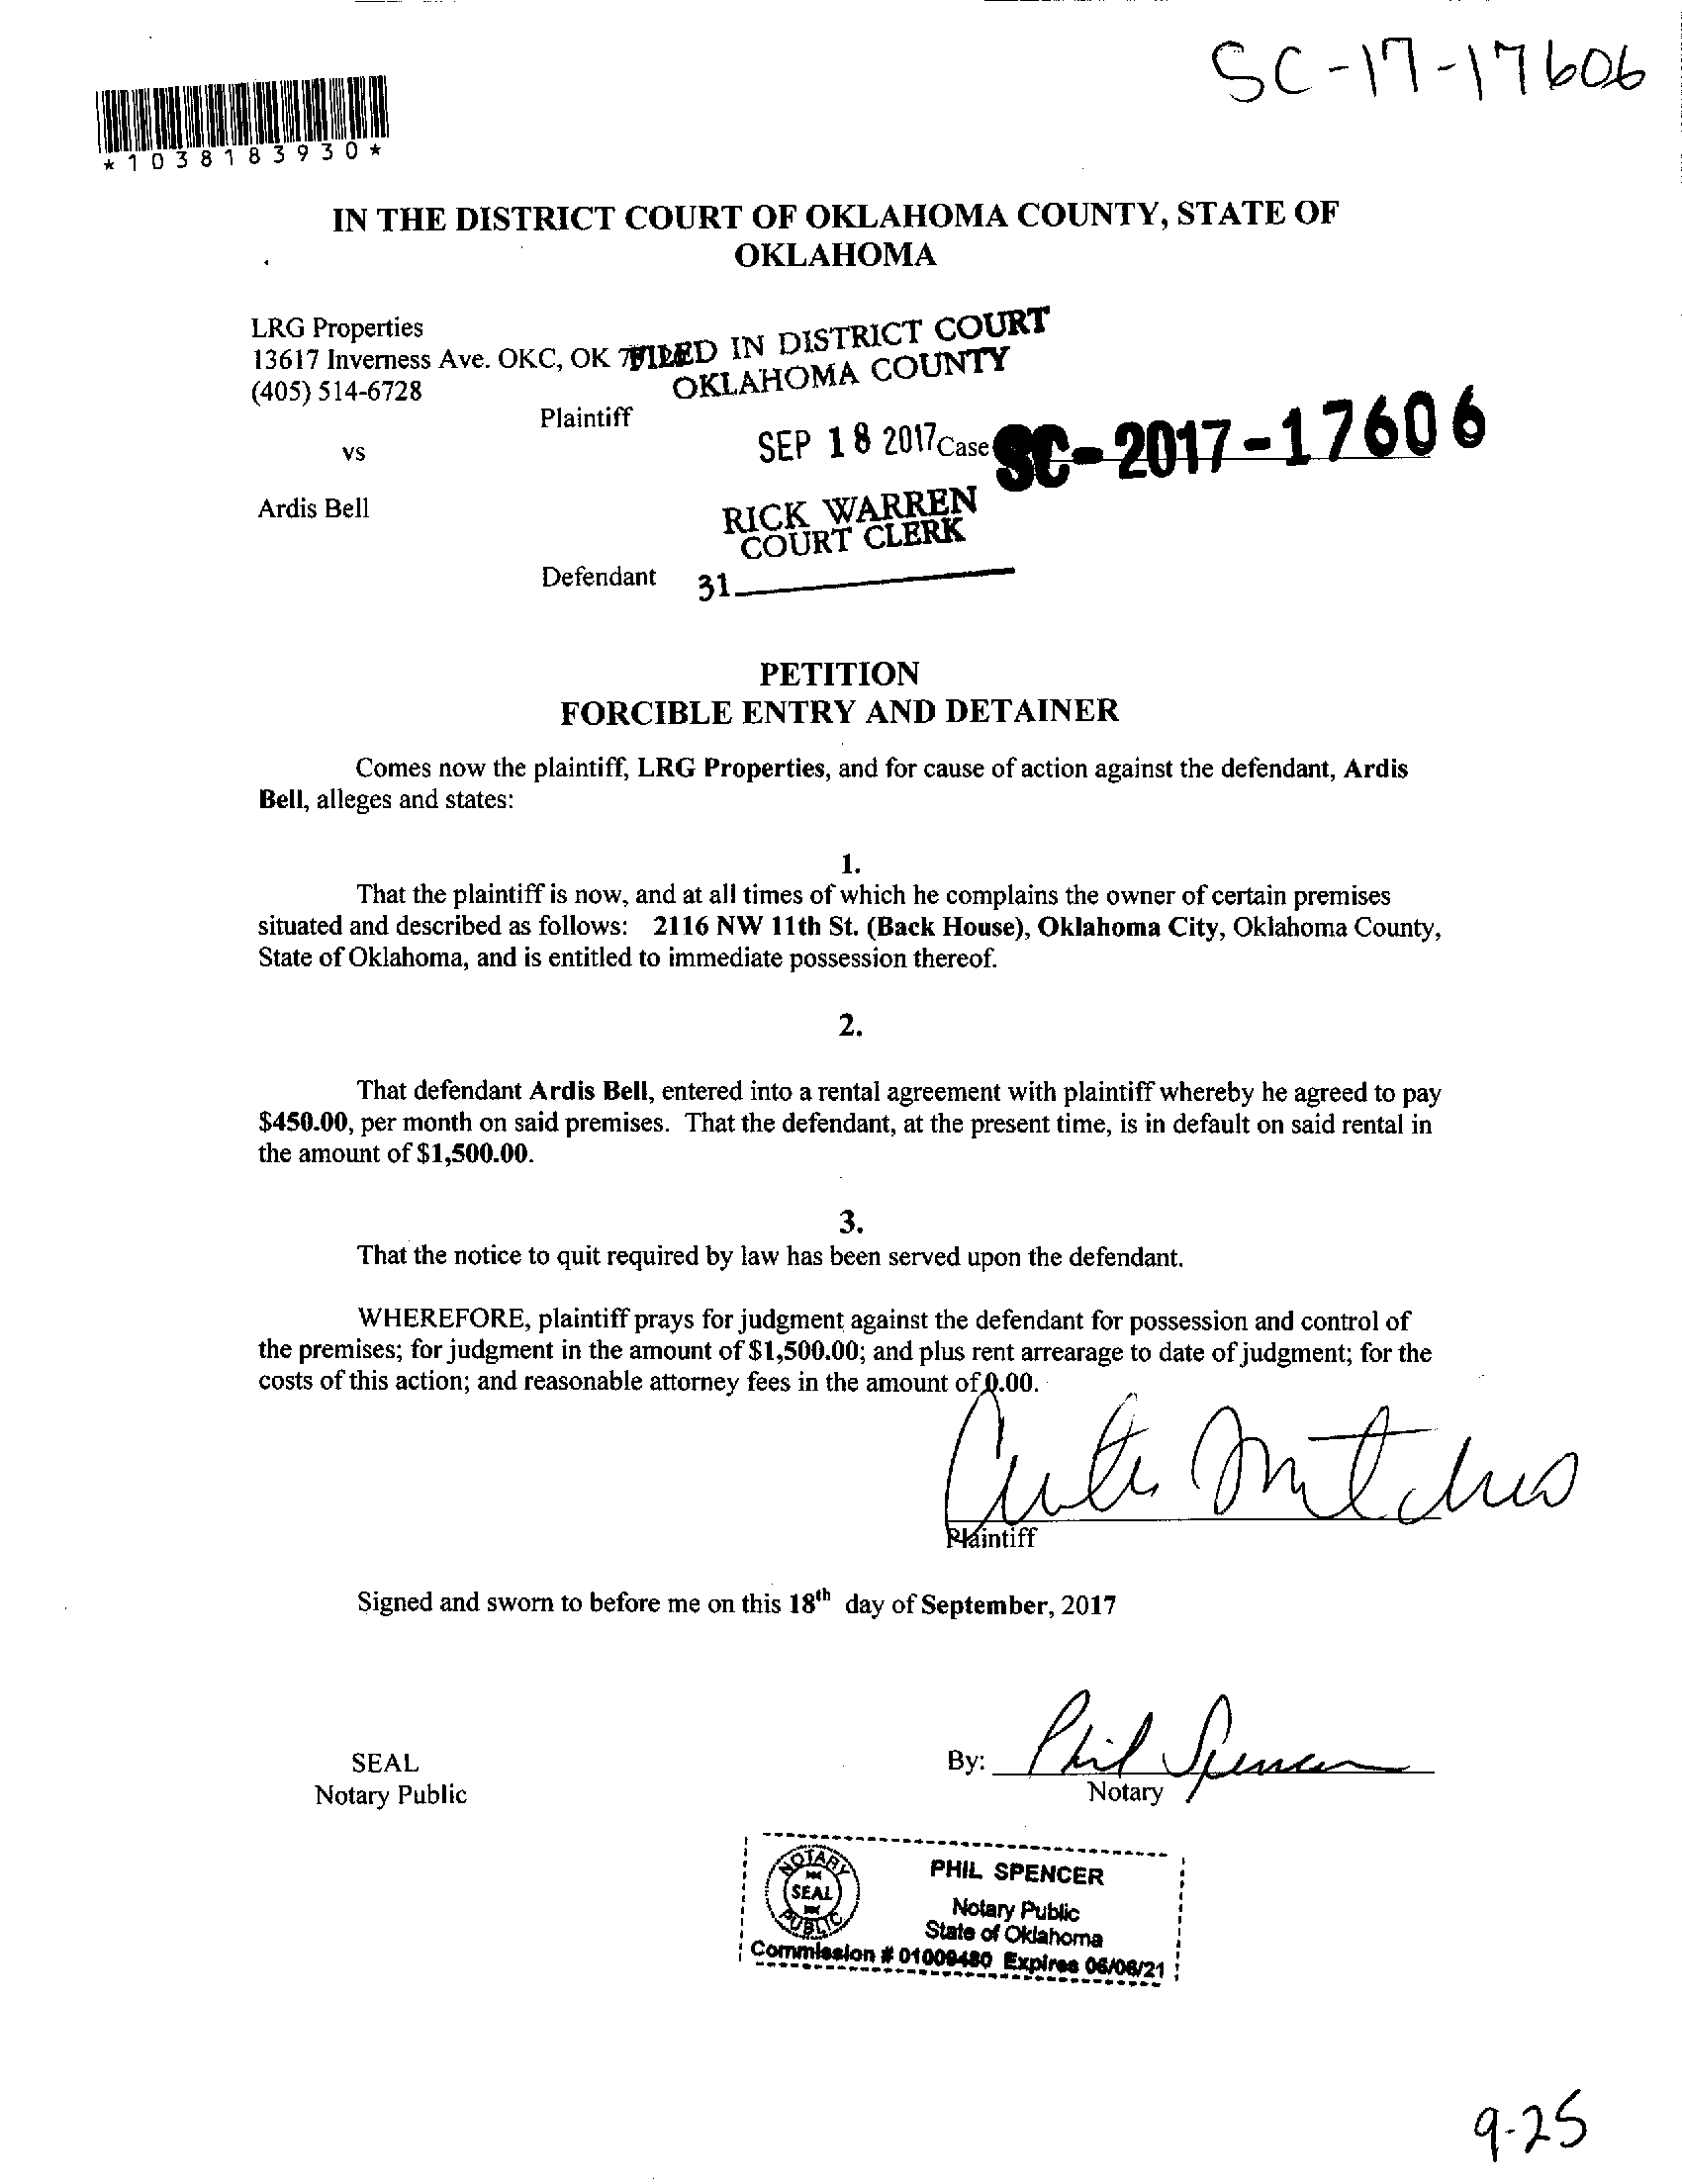 SC-17-17606
*1038183930*
IN THE DISTRICT COURT OF OKLAHOMA COUNTY, STATE OF
OKLAHOMA
LRG Properties
13617 Inverness Ave. OKC, OK
(405) 514-6728
Plaintiff
vs
Ardis Bell
Defendant
FILED IN DISTRICT COURT
OKLAHOMA COUNTY
SEP 18 2017
Case SC-2017-17606
RICK WARREN
COURT CLERK
31
PETITION
FORCIBLE ENTRY AND DETAINER
Comes now the plaintiff, LRG Properties, and for cause of action against the defendant, Ardis
Bell, alleges and states:
1.
That the plaintiff is now, and at all times of which he complains the owner of certain premises
situated and described as follows: 2116 NW 11th St. (Back House), Oklahoma City, Oklahoma County,
State of Oklahoma, and is entitled to immediate possession thereof.
2.
That defendant Ardis Bell, entered into a rental agreement with plaintiff whereby he agreed to pay
$450.00, per month on said premises. That the defendant, at the present time, is in default on said rental in
the amount of $1,500.00.
3.
That the notice to quit required by law has been served upon the defendant.
WHEREFORE, plaintiff prays for judgment against the defendant for possession and control of
the premises; for judgment in the amount of $1,500.00; and plus rent arrearage to date of judgment; for the
costs of this action; and reasonable attorney fees in the amount of 0.00.
Plaintiff
Signed and sworn to before me on this 18th day of September, 2017
SEAL
Notary Public
By: Phil Spencer
Notary
NOTARY
SEAL
PUBLIC
PHIL SPENCER
Notary Public
State of Oklahoma
Commission # 01009480 Expires 06/08/21
9-25